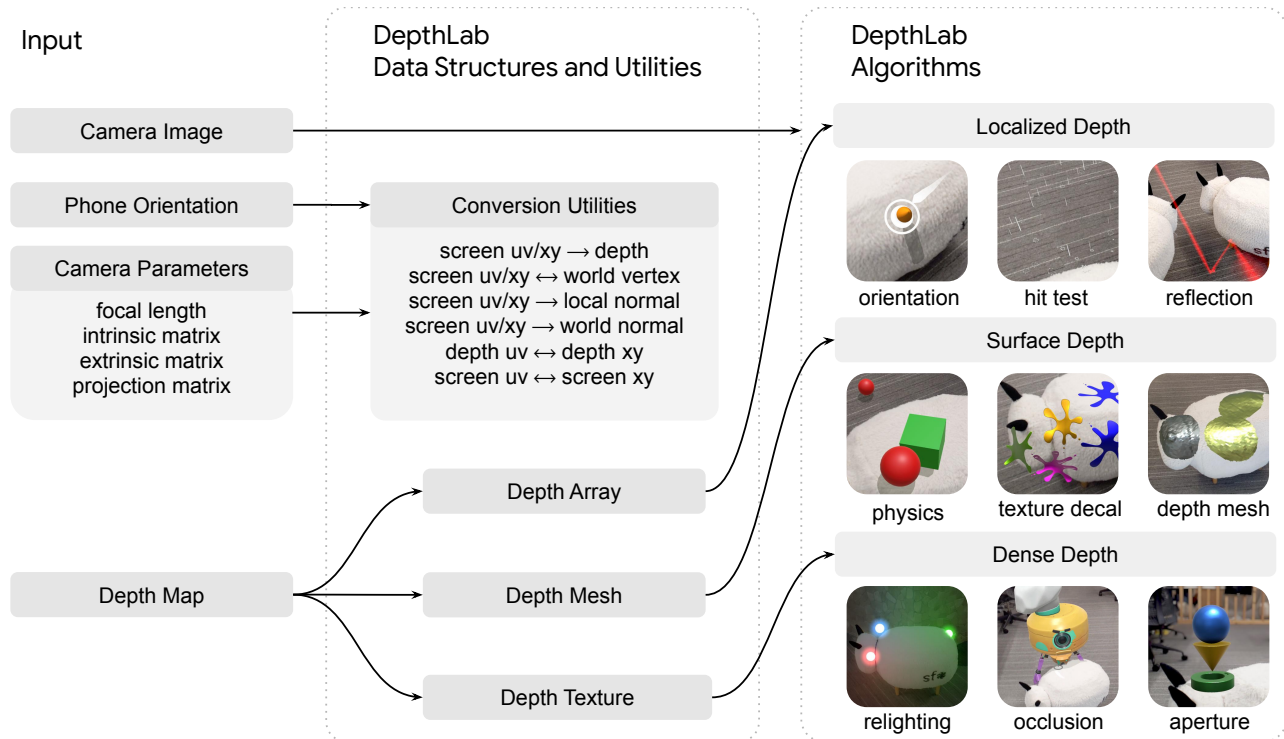 Input
Camera Image
Phone Orientation
Camera Parameters
focal length
intrinsic matrix
extrinsic matrix
projection matrix
Depth Map
DepthLab
Data Structures and Utilities
Conversion Utilities
screen uv/xy → depth
screen uv/xy ↔ world vertex
screen uv/xy → local normal
screen uv/xy → world normal
depth uv ↔ depth xy
screen uv ↔ screen xy
Depth Array
Depth Mesh
Depth Texture
DepthLab
Algorithms
Localized Depth
orientation
hit test
reflection
Surface Depth
physics
texture decal
depth mesh
Dense Depth
relighting
occlusion
aperture